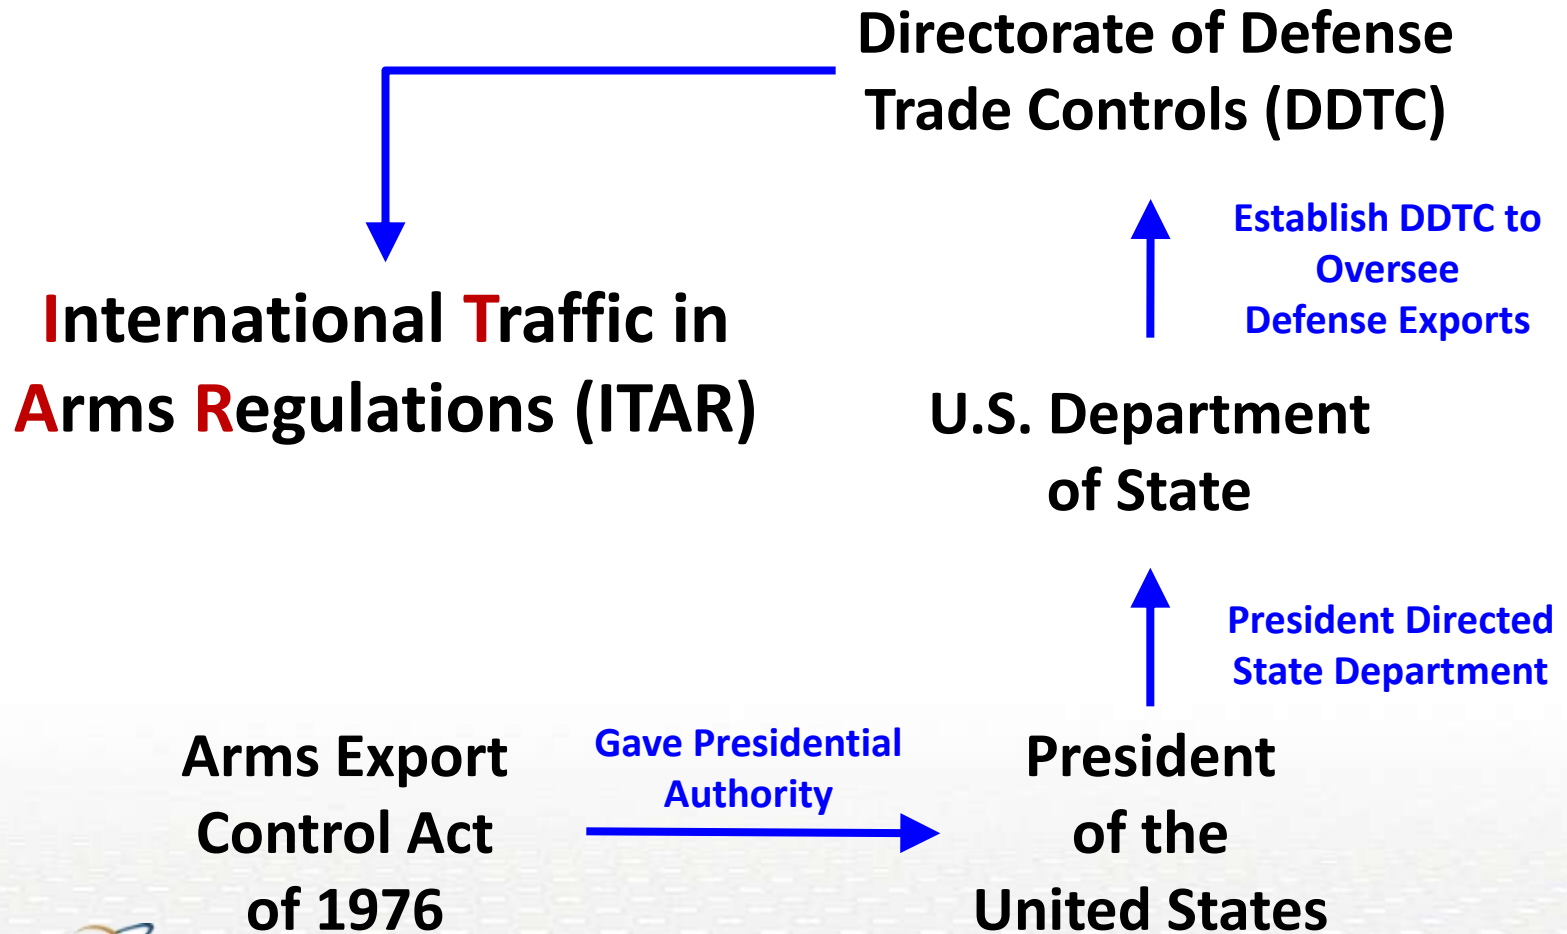 Directorate of Defense
Trade Controls (DDTC)
Establish DDTC to
Oversee
Defense Exports
International Traffic in
Arms Regulations (ITAR)
U.S. Department
of State
President Directed
State Department
Arms Export
Control Act
of 1976
Gave Presidential
Authority
President
of the
United States